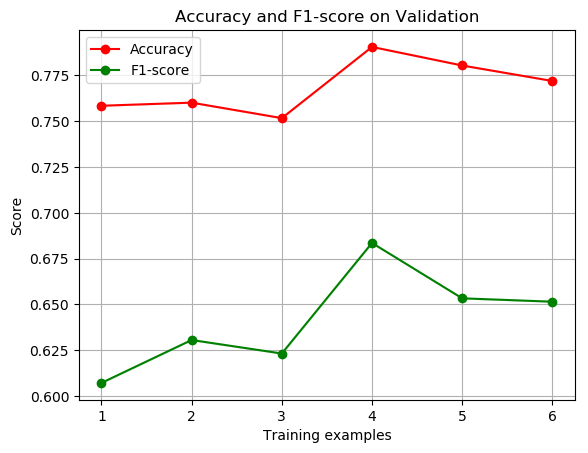 Accuracy and F1-score on Validation
Accuracy
F1-score
0.775
0.750
0.725
0.700
0.675
0.650
0.625
0.600
Score
1 2 3 4 5 6
Training examples